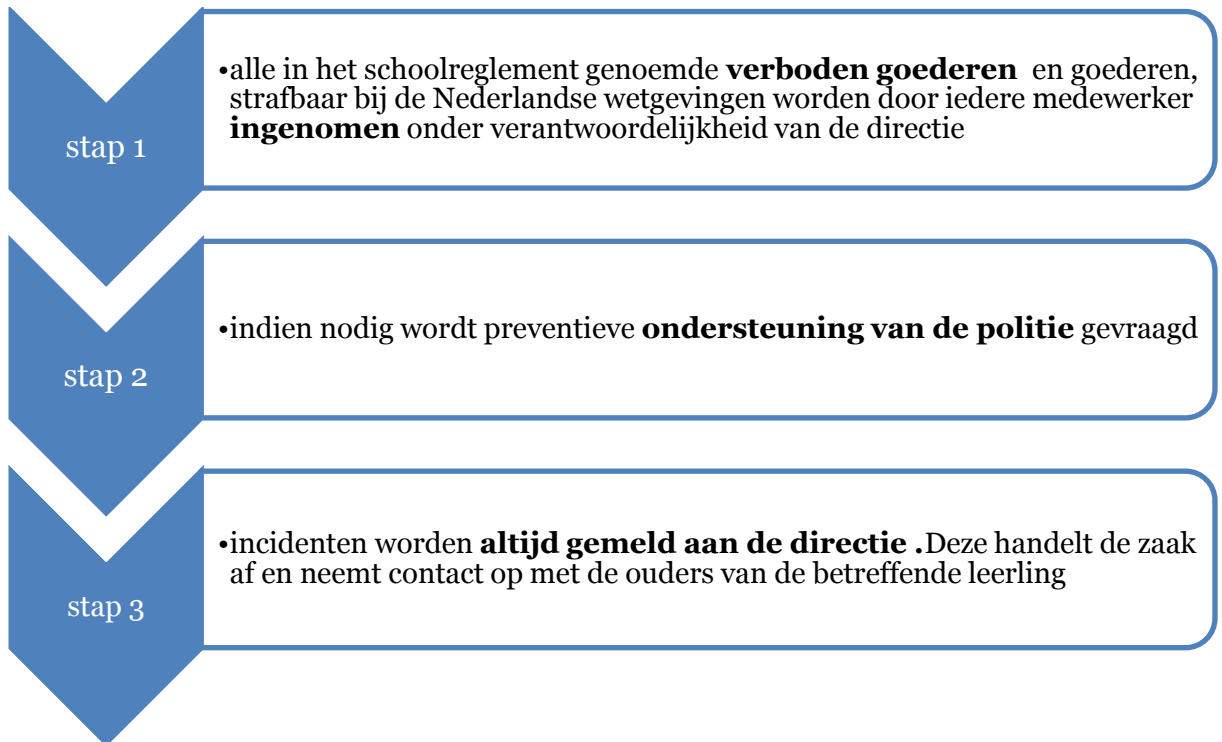 stap 1
•alle in het schoolreglement genoemde verboden goederen en goederen,
strafbaar bij de Nederlandse wetgevingen worden door iedere medewerker
ingenomen onder verantwoordelijkheid van de directie
stap 2
•indien nodig wordt preventieve ondersteuning van de politie gevraagd
stap 3
•incidenten worden altijd gemeld aan de directie .Deze handelt de zaak
af en neemt contact op met de ouders van de betreffende leerling